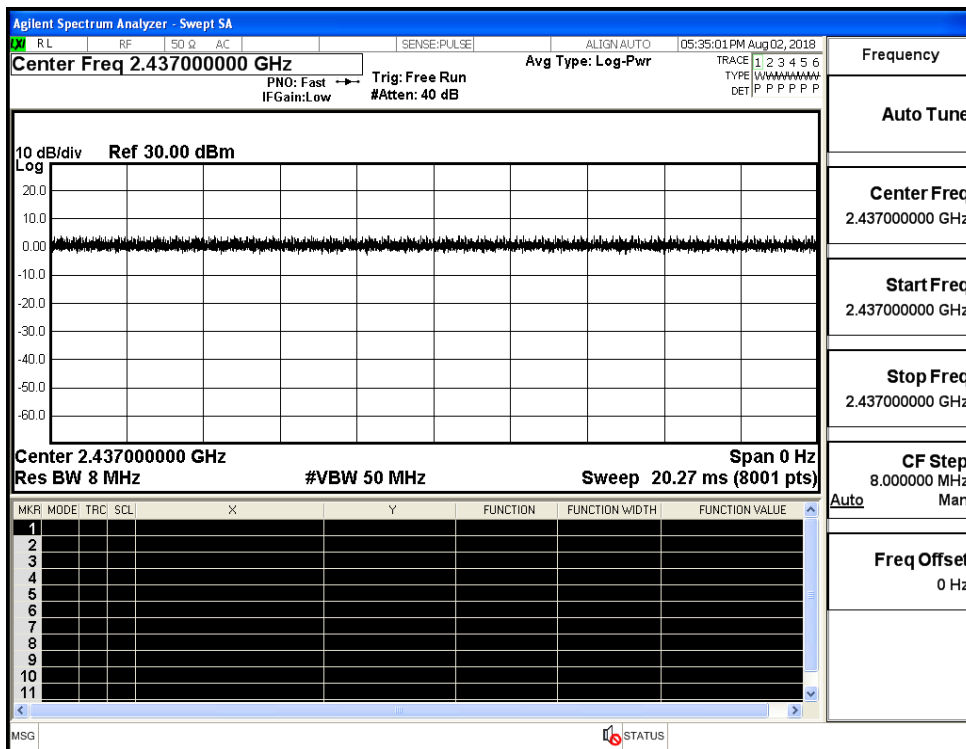 Agilent Spectrum Analyzer - Swept SA
LXI RL RF 50 Ω AC SENSE:PULSE ALIGN AUTO 05:35:01 PM Aug 02, 2018
Center Freq 2.437000000 GHz
PNO: Fast
IFGain:Low
Trig: Free Run
#Atten: 40 dB
Avg Type: Log-Pwr
TRACE 1 2 3 4 5 6
TYPE WWWWWW
DET P P P P P P
10 dB/div Ref 30.00 dBm
Log
20.0
10.0
0.00
-10.0
-20.0
-30.0
-40.0
-50.0
-60.0
Center 2.437000000 GHz Span 0 Hz
Res BW 8 MHz #VBW 50 MHz Sweep 20.27 ms (8001 pts)
MKR MODE TRC SCL X Y FUNCTION FUNCTION WIDTH FUNCTION VALUE
1
2
3
4
5
6
7
8
9
10
11
MSG STATUS
Frequency
Auto Tune
Center Freq
2.437000000 GHz
Start Freq
2.437000000 GHz
Stop Freq
2.437000000 GHz
CF Step
8.000000 MHz
Auto Man
Freq Offset
0 Hz